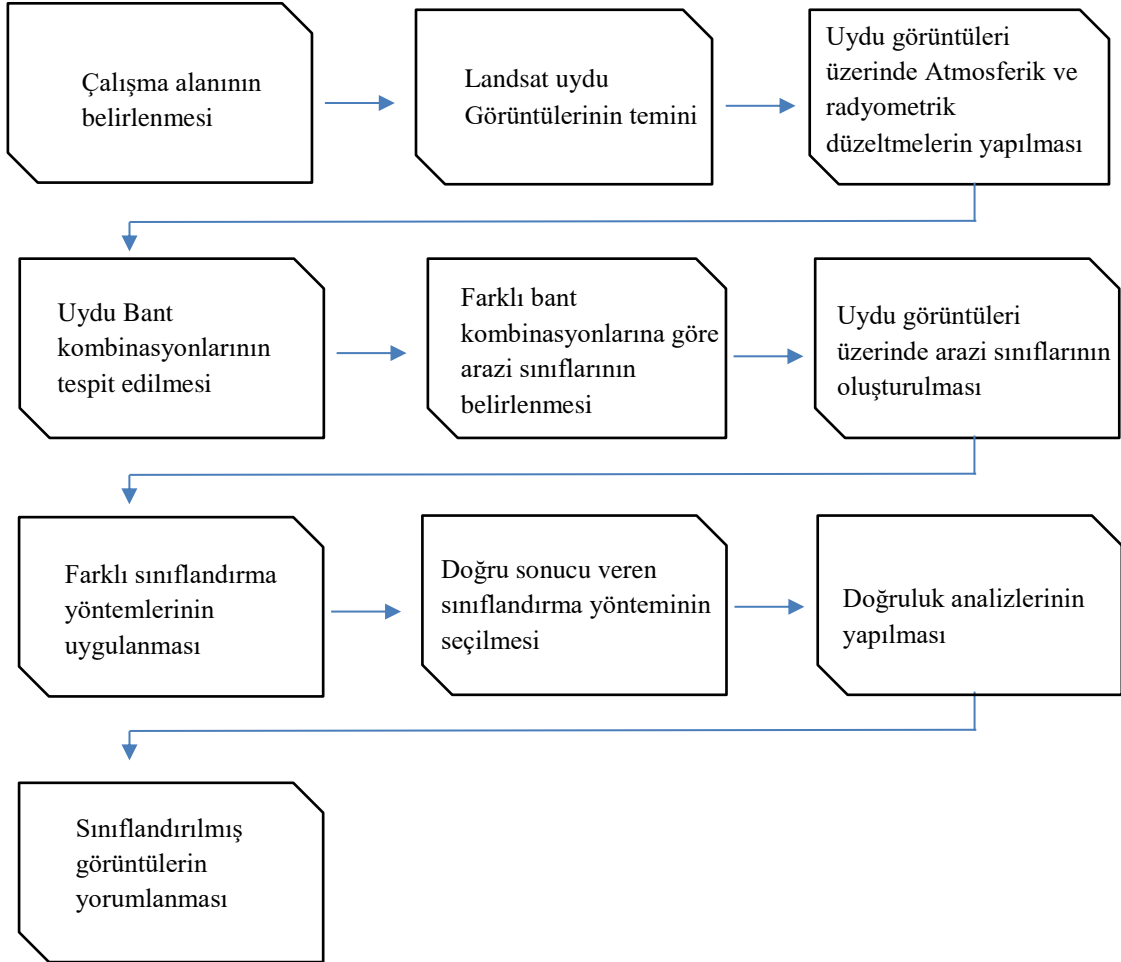 Çalışma alanının
belirlenmesi
Landsat uydu
Görüntülerinin temini
Uydu görüntüleri
üzerinde Atmosferik ve
radyometrik
düzeltmelerin yapılması
Uydu Bant
kombinasyonlarının
tespit edilmesi
Farklı bant
kombinasyonlarına göre
arazi sınıflarının
belirlenmesi
Uydu görüntüleri
üzerinde arazi sınıflarının
oluşturulması
Farklı sınıflandırma
yöntemlerinin
uygulanması
Doğru sonucu veren
sınıflandırma yönteminin
seçilmesi
Doğruluk analizlerinin
yapılması
Sınıflandırılmış
görüntülerin
yorumlanması